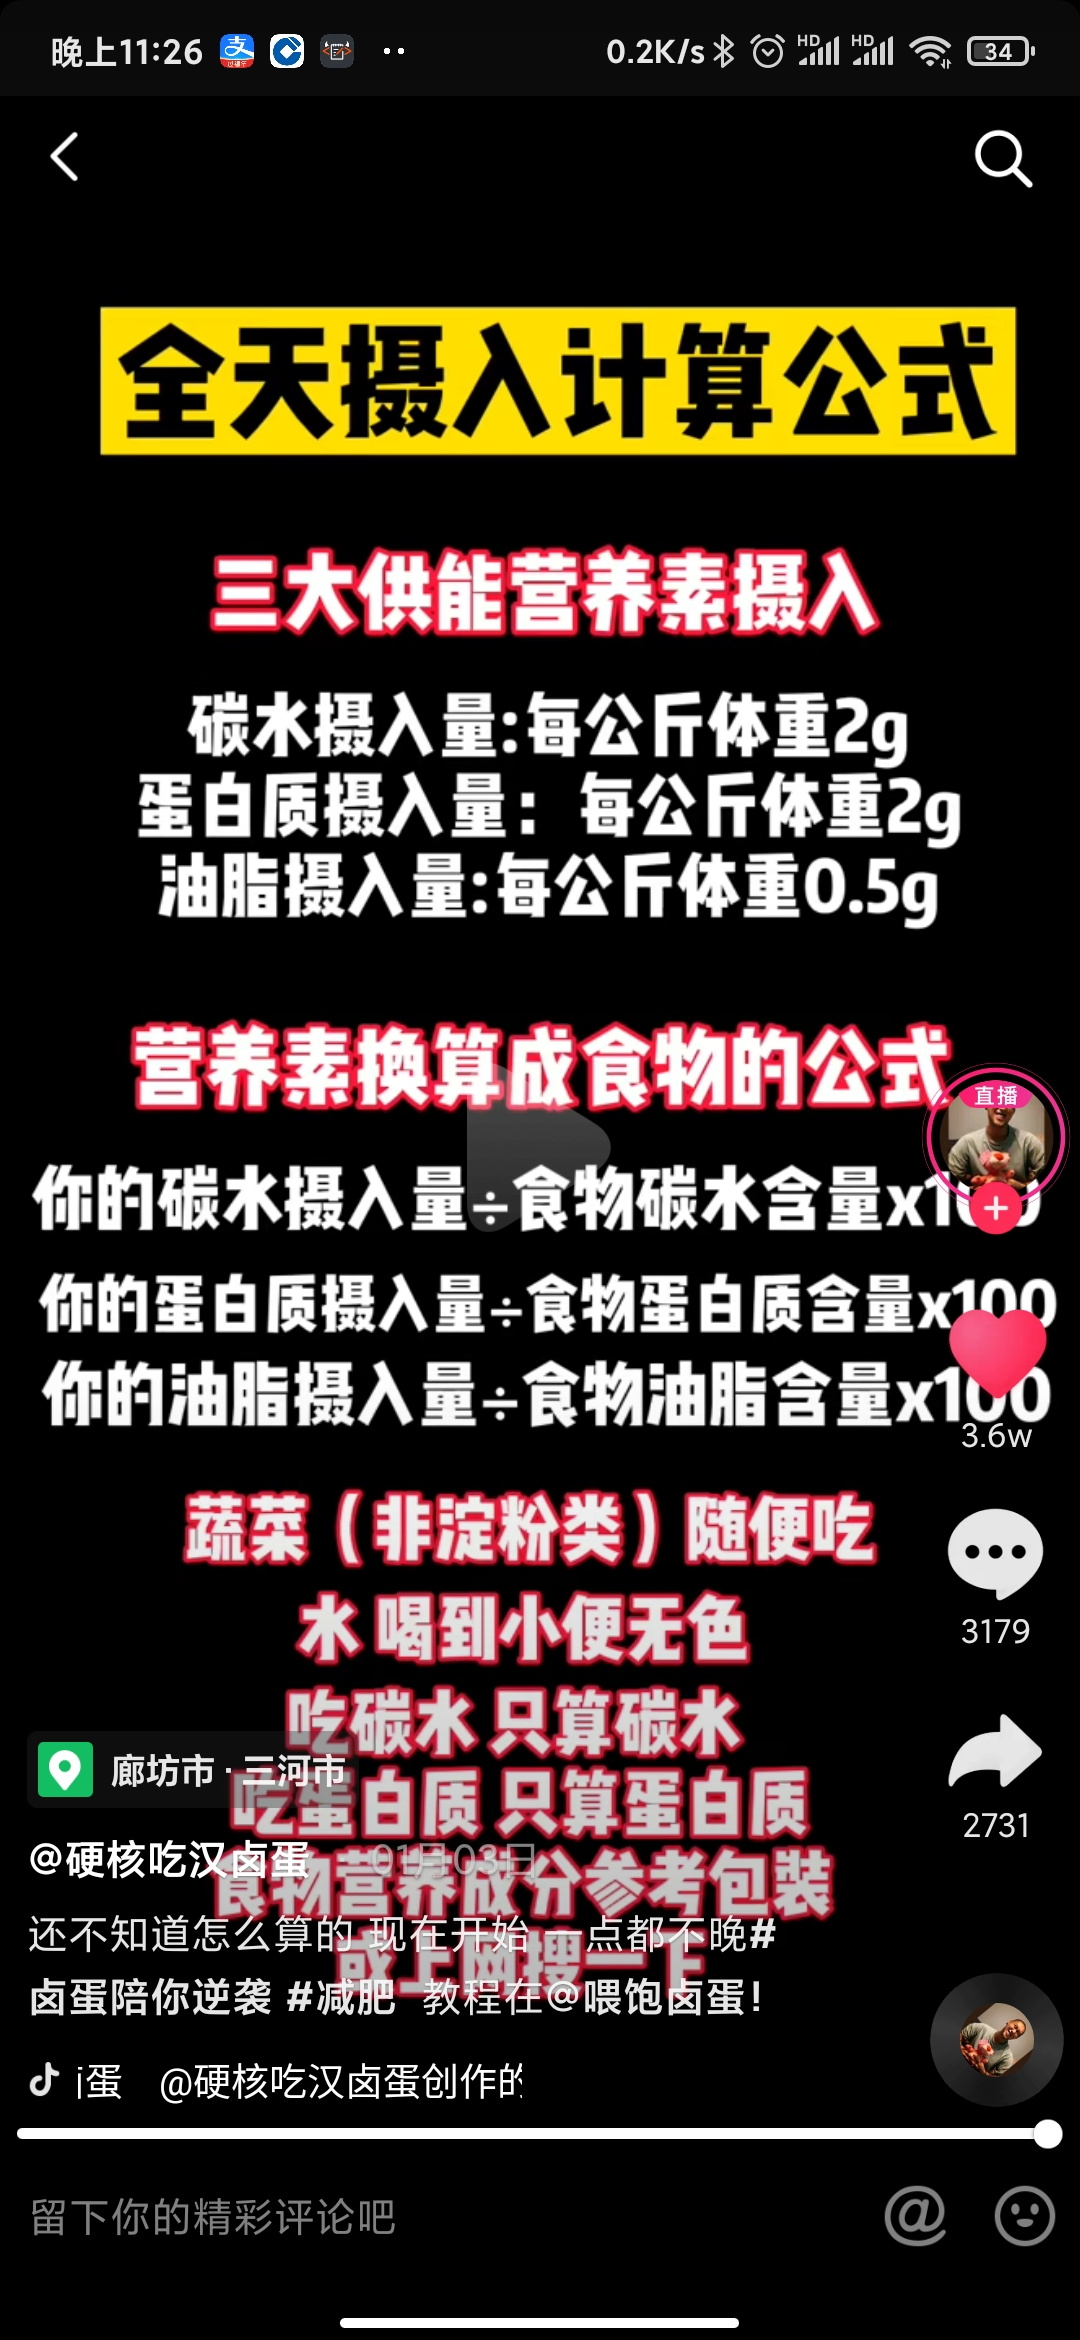 晚上11:26
0.2K/s HD HD 34
全天摄入计算公式
三大供能营养素摄入
碳水摄入量:每公斤体重2g
蛋白质摄入量：每公斤体重2g
油脂摄入量:每公斤体重0.5g
营养素换算成食物的公式
直播
你的碳水摄入量÷食物碳水含量x100
你的蛋白质摄入量÷食物蛋白质含量x100
你的油脂摄入量÷食物油脂含量x100
3.6w
蔬菜（非淀粉类）随便吃
水 喝到小便无色
3179
吃碳水 只算碳水
廊坊市·三河市
吃蛋白质 只算蛋白质
2731
@硬核吃汉卤蛋 · 01月03日
食物营养成分参考包装
还不知道怎么算的 现在开始 一点都不晚#
或上网搜一下
卤蛋陪你逆袭 #减肥 教程在@喂饱卤蛋！
i蛋 @硬核吃汉卤蛋创作的
留下你的精彩评论吧